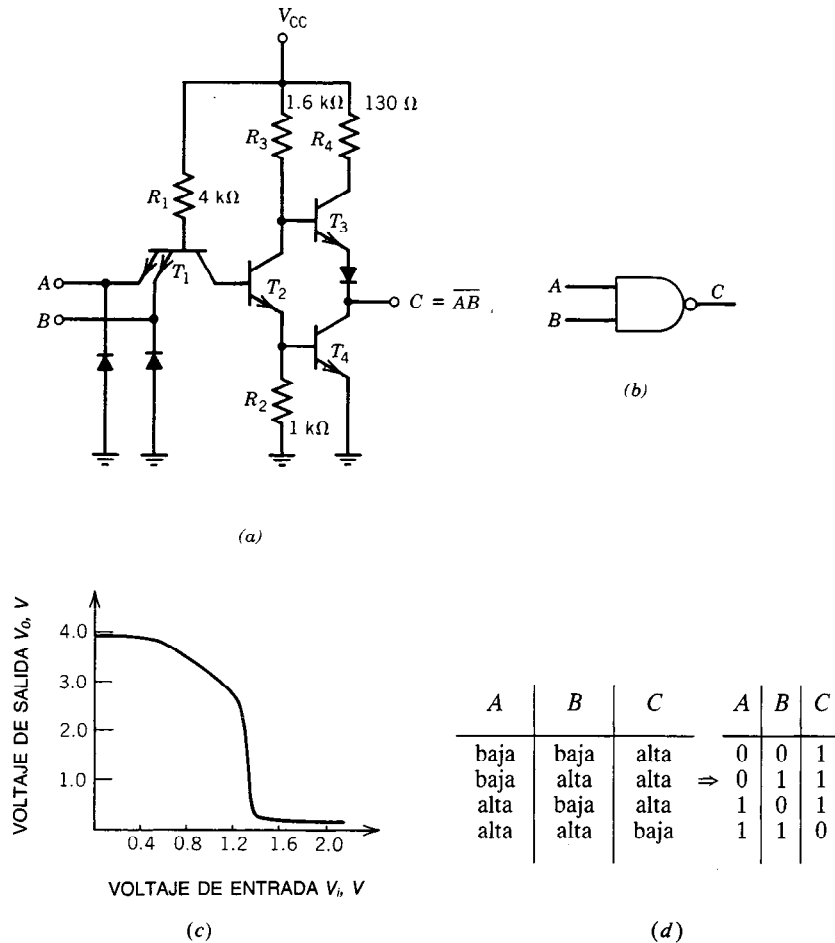 V_CC
1.6 kΩ 130 Ω
R_3 R_4
R_1 4 kΩ
T_3
T_1
A T_2 C = \overline{AB}
B
T_4
R_2
1 kΩ
(a)
A
B
C
(b)
VOLTAJE DE SALIDA V_o, V
4.0
3.0
2.0
1.0
0.4 0.8 1.2 1.6 2.0
VOLTAJE DE ENTRADA V_i, V
(c)
A B C A B C
baja baja alta 0 0 1
baja alta alta ⇒ 0 1 1
alta baja alta 1 0 1
alta alta baja 1 1 0
(d)